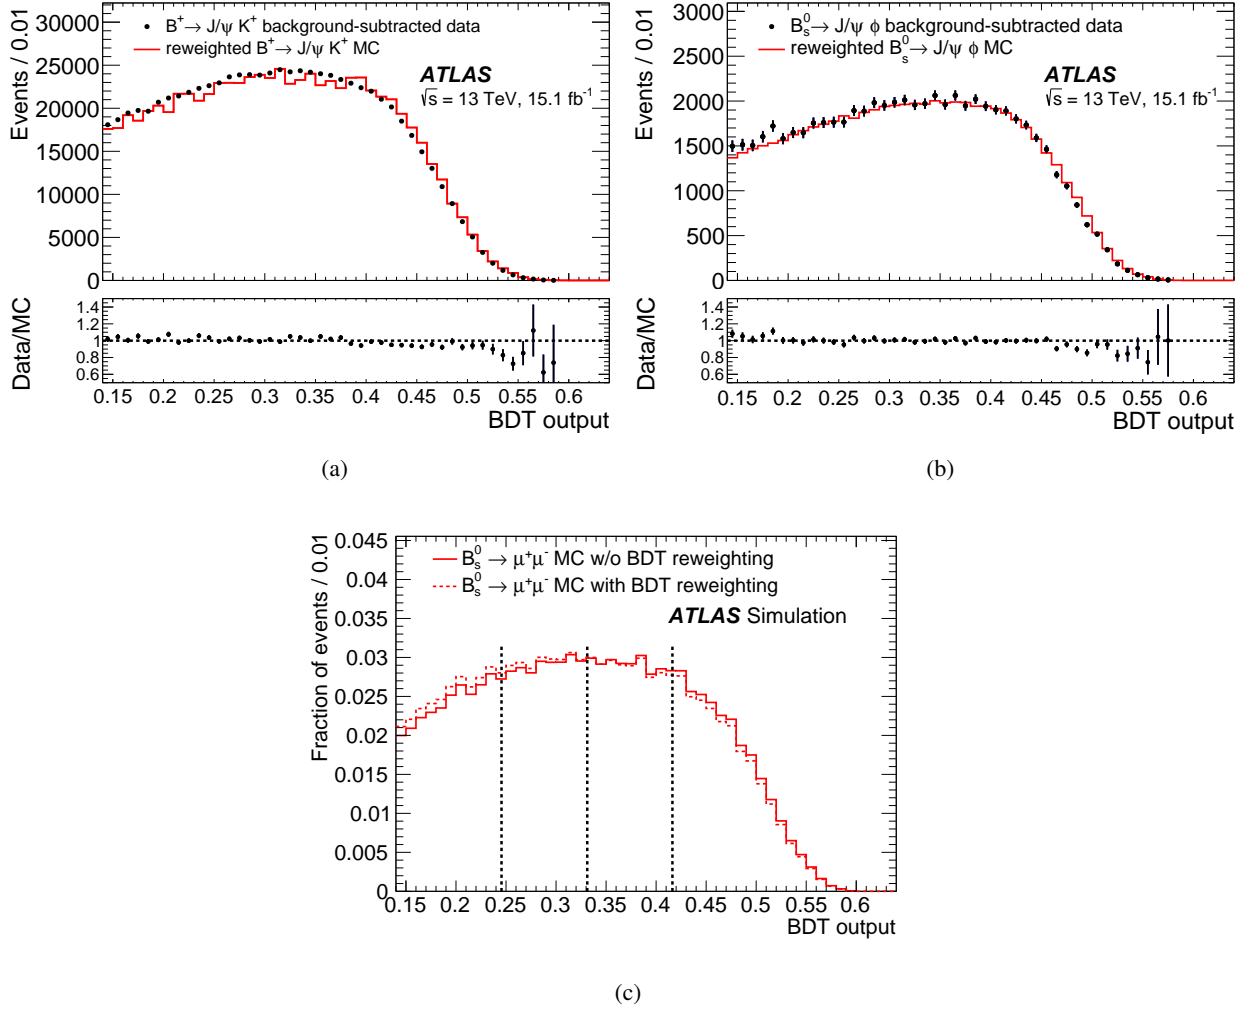 B⁺ → J/ψ K⁺ background-subtracted data
reweighted B⁺ → J/ψ K⁺ MC
ATLAS
√s = 13 TeV, 15.1 fb⁻¹
Events / 0.01
30000
25000
20000
15000
10000
5000
0
Data/MC
1.4
1.2
1
0.8
0.6
0.15 0.2 0.25 0.3 0.35 0.4 0.45 0.5 0.55 0.6
BDT output
(a)
B⁰ₛ → J/ψ ϕ background-subtracted data
reweighted B⁰ₛ → J/ψ ϕ MC
ATLAS
√s = 13 TeV, 15.1 fb⁻¹
Events / 0.01
3000
2500
2000
1500
1000
500
0
Data/MC
1.4
1.2
1
0.8
0.6
0.15 0.2 0.25 0.3 0.35 0.4 0.45 0.5 0.55 0.6
BDT output
(b)
B⁰ₛ → μ⁺μ⁻ MC w/o BDT reweighting
B⁰ₛ → μ⁺μ⁻ MC with BDT reweighting
ATLAS Simulation
Fraction of events / 0.01
0.045
0.04
0.035
0.03
0.025
0.02
0.015
0.01
0.005
0
0.15 0.2 0.25 0.3 0.35 0.4 0.45 0.5 0.55 0.6
BDT output
(c)